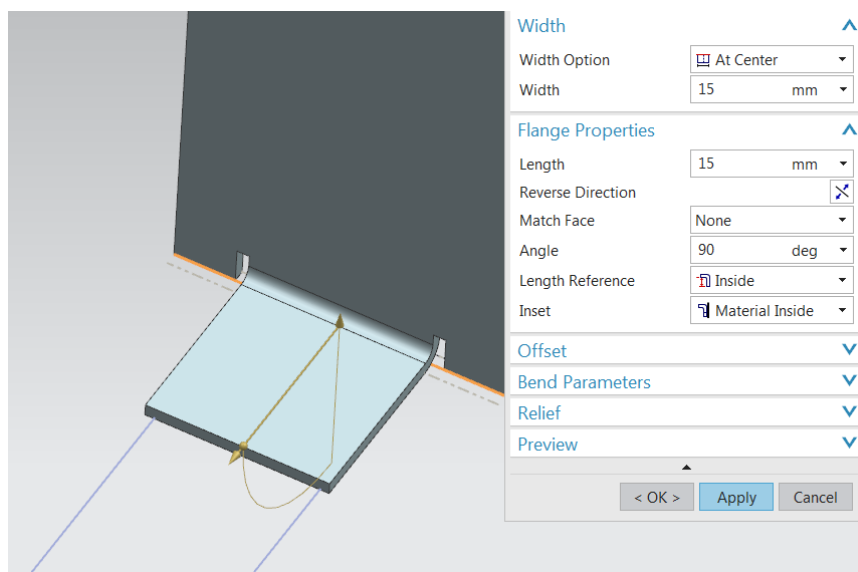 Width
Width Option At Center
Width 15 mm
Flange Properties
Length 15 mm
Reverse Direction
Match Face None
Angle 90 deg
Length Reference Inside
Inset Material Inside
Offset
Bend Parameters
Relief
Preview
< OK > Apply Cancel